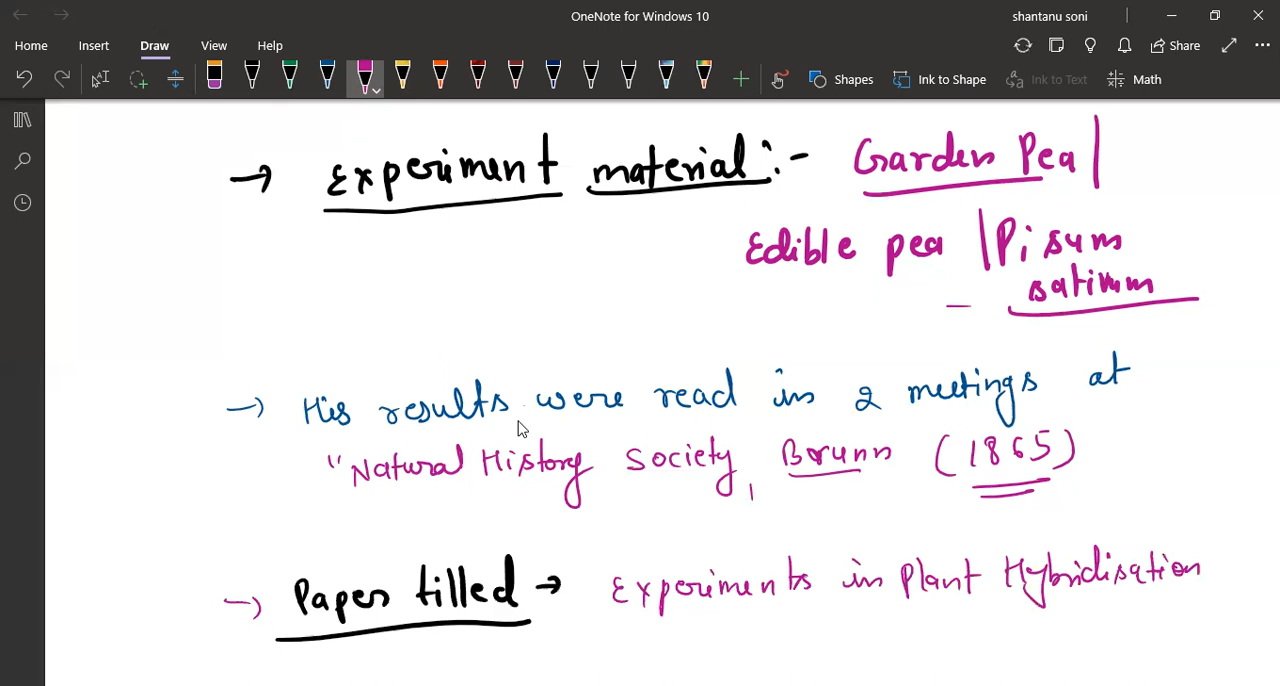 OneNote for Windows 10
shantanu soni
Home Insert Draw View Help
Share
Shapes Ink to Shape Ink to Text Math
→ Experiment material :- Garden Pea |
Edible pea | Pisum
sativum
→ His results were read in 2 meetings at
"Natural History Society, Brunn (1865)
→ Paper tilled → Experiments in Plant Hybridisation